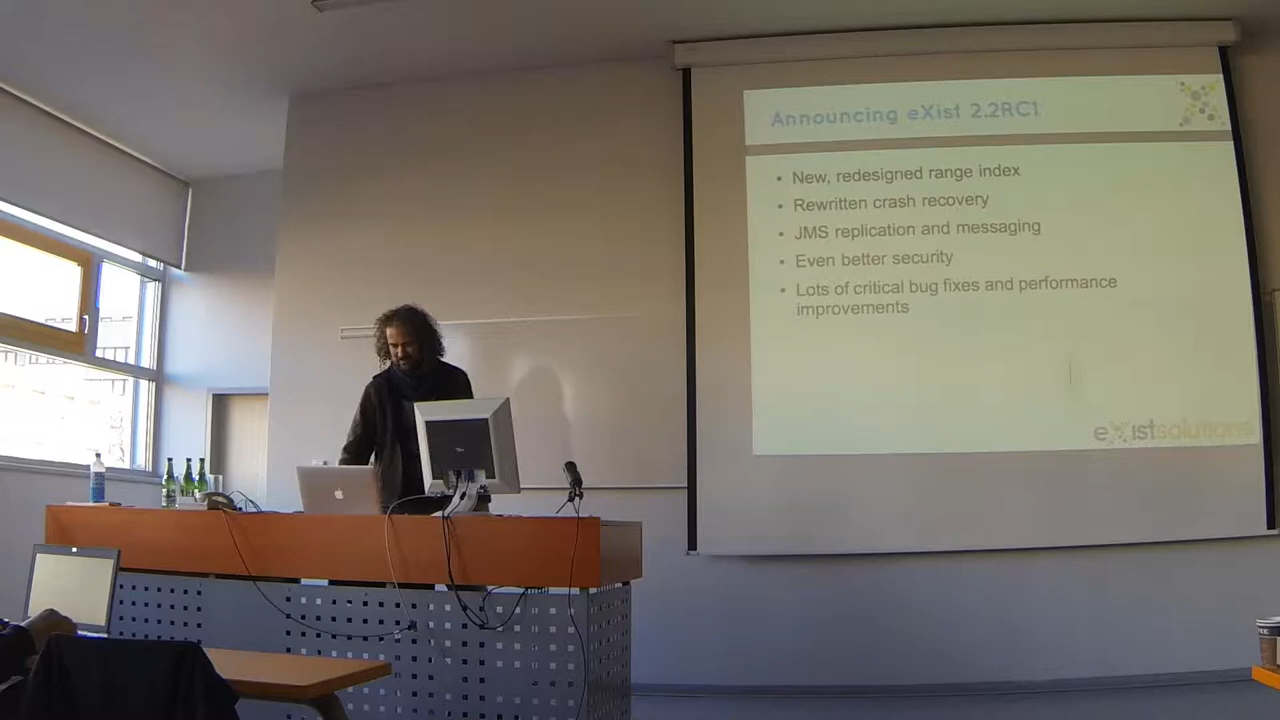 Announcing eXist 2.2RC1
• New, redesigned range index
• Rewritten crash recovery
• JMS replication and messaging
• Even better security
• Lots of critical bug fixes and performance
improvements
eXistsolutions